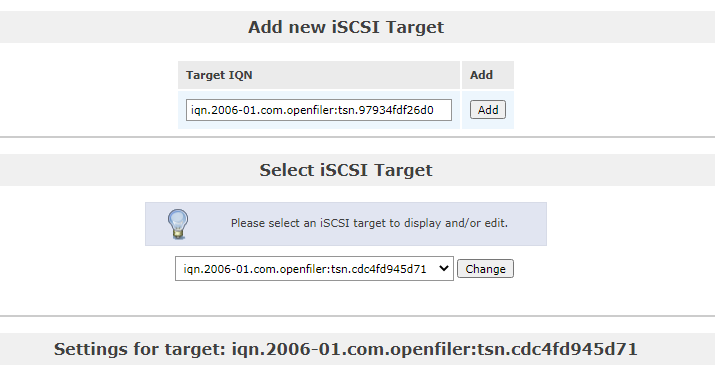 Add new iSCSI Target
Target IQN Add
iqn.2006-01.com.openfiler:tsn.97934fdf26d0 Add
Select iSCSI Target
Please select an iSCSI target to display and/or edit.
iqn.2006-01.com.openfiler:tsn.cdc4fd945d71 Change
Settings for target: iqn.2006-01.com.openfiler:tsn.cdc4fd945d71